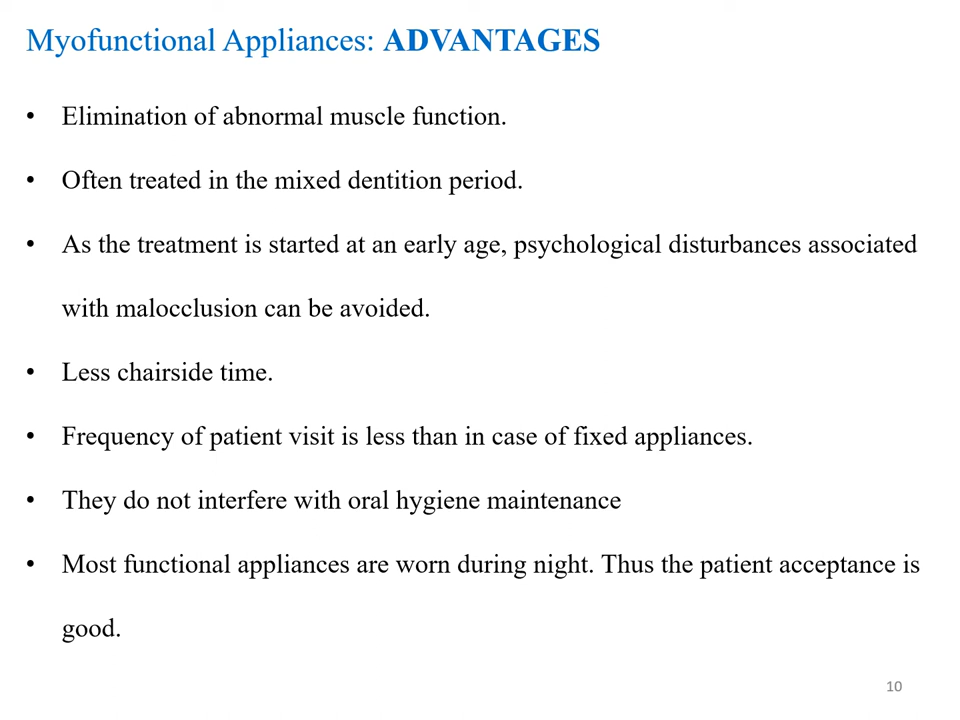 Myofunctional Appliances: ADVANTAGES
• Elimination of abnormal muscle function.
• Often treated in the mixed dentition period.
• As the treatment is started at an early age, psychological disturbances associated
with malocclusion can be avoided.
• Less chairside time.
• Frequency of patient visit is less than in case of fixed appliances.
• They do not interfere with oral hygiene maintenance
• Most functional appliances are worn during night. Thus the patient acceptance is
good.
10